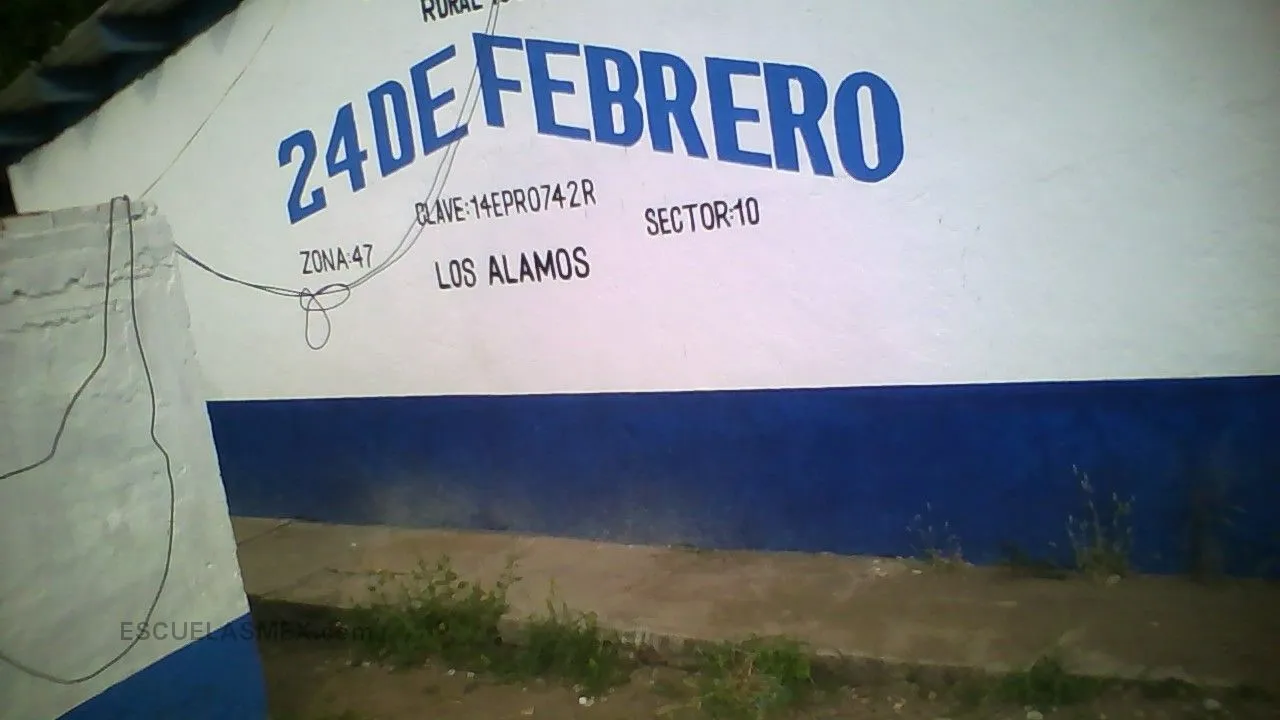 RURAL
24 DE FEBRERO
CLAVE:14EPR0742R
SECTOR:10
ZONA:47
LOS ALAMOS
ESCUELASMEX.com